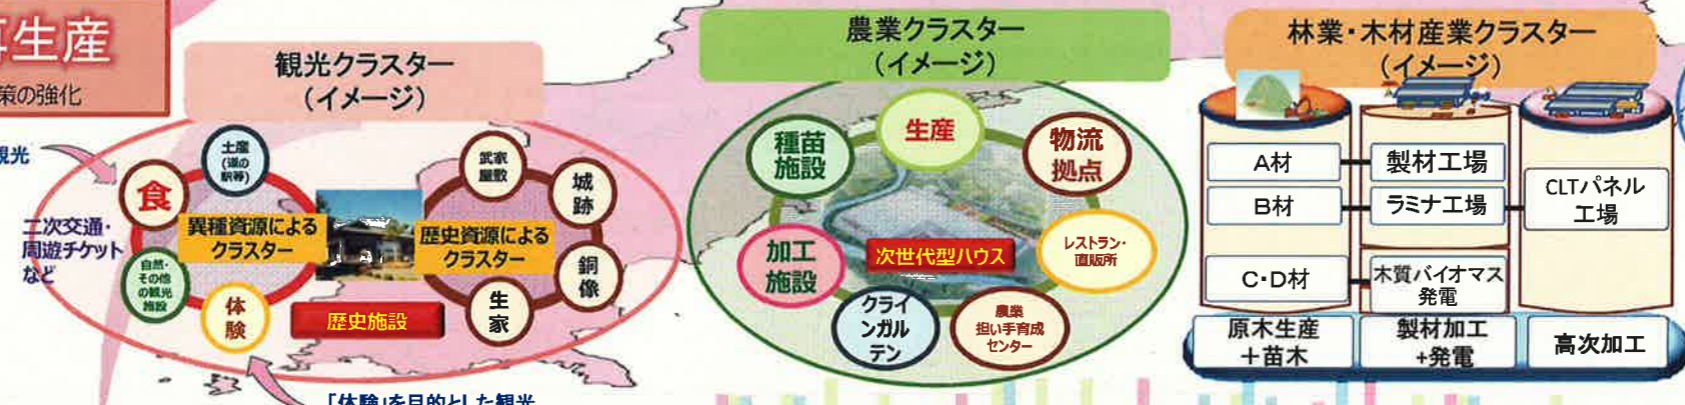 再生産
策の強化
観光クラスター
（イメージ）
観光
二次交通・
周遊チケット
など
食
土産
(道の
駅等)
異種資源による
クラスター
自然・
その他
の観光
施設
体
験
武家
屋敷
城
跡
歴史資源による
クラスター
銅
像
生
家
歴史施設
「体験」を目的とした観光
農業クラスター
（イメージ）
種苗
施設
生産
物流
拠点
加工
施設
次世代型ハウス
レストラン・
直販所
クライ
ンガル
テン
農業
担い手育成
センター
林業・木材産業クラスター
（イメージ）
A材
製材工場
B材
ラミナ工場
CLTパネル
工場
C・D材
木質バイオマス
発電
原木生産
＋苗木
製材加工
+発電
高次加工